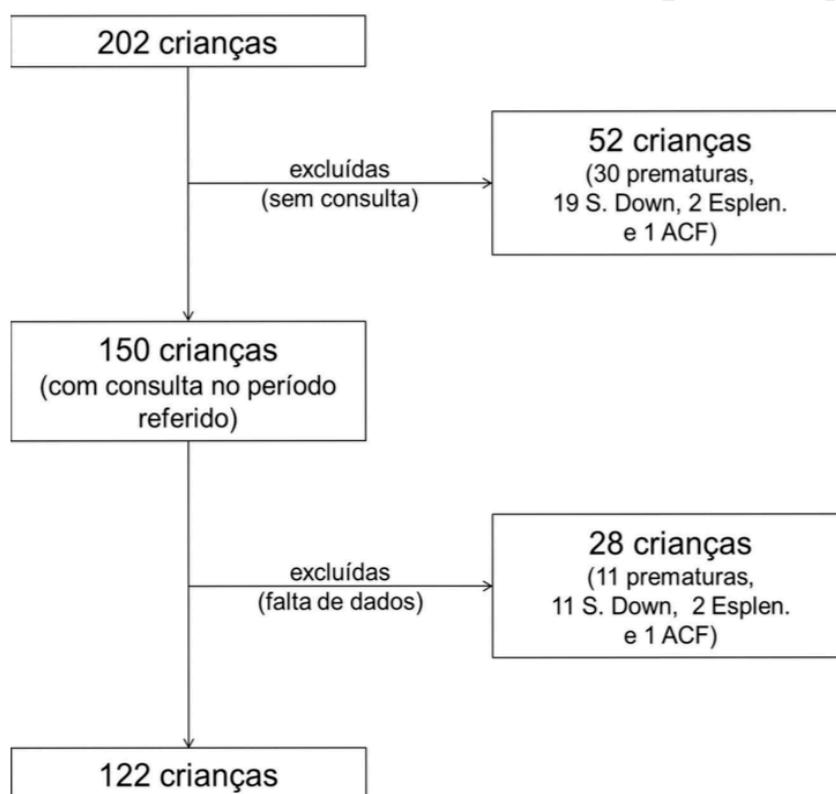 202 crianças
52 crianças
(30 prematuras,
19 S. Down, 2 Esplen.
e 1 ACF)
excluídas
(sem consulta)
150 crianças
(com consulta no período
referido)
28 crianças
(11 prematuras,
11 S. Down, 2 Esplen.
e 1 ACF)
excluídas
(falta de dados)
122 crianças